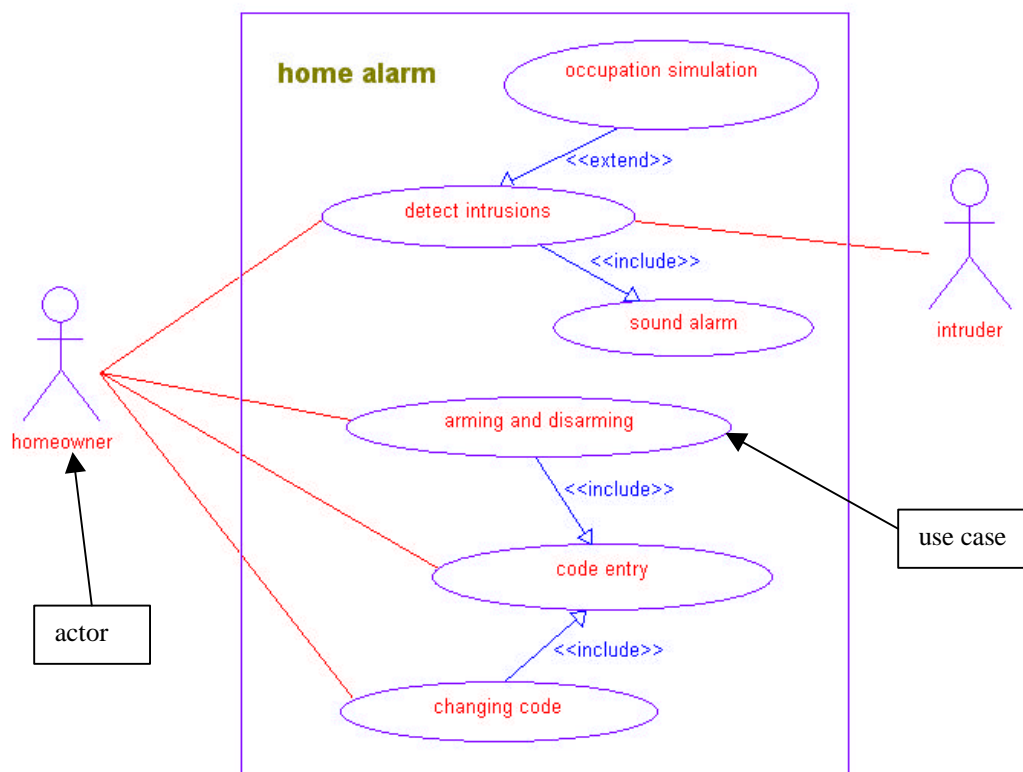 home alarm
occupation simulation
<<extend>>
detect intrusions
<<include>>
sound alarm
intruder
homeowner
arming and disarming
<<include>>
use case
code entry
actor
<<include>>
changing code